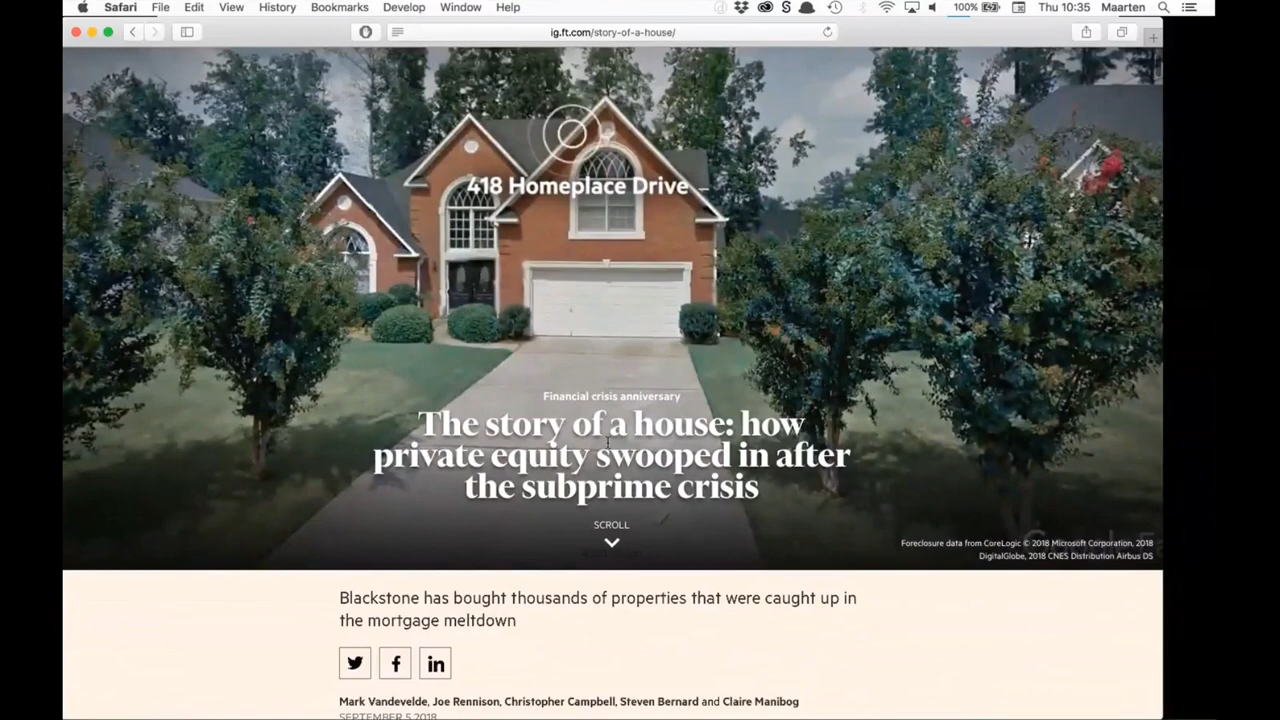 Safari File Edit View History Bookmarks Develop Window Help
100% Thu 10:35 Maarten
ig.ft.com/story-of-a-house/
418 Homeplace Drive
Financial crisis anniversary
The story of a house: how
private equity swooped in after
the subprime crisis
SCROLL
Foreclosure data from CoreLogic © 2018 Microsoft Corporation, 2018
DigitalGlobe, 2018 CNES Distribution Airbus DS
Blackstone has bought thousands of properties that were caught up in
the mortgage meltdown
Mark Vandevelde, Joe Rennison, Christopher Campbell, Steven Bernard and Claire Manibog
SEPTEMBER 5 2018